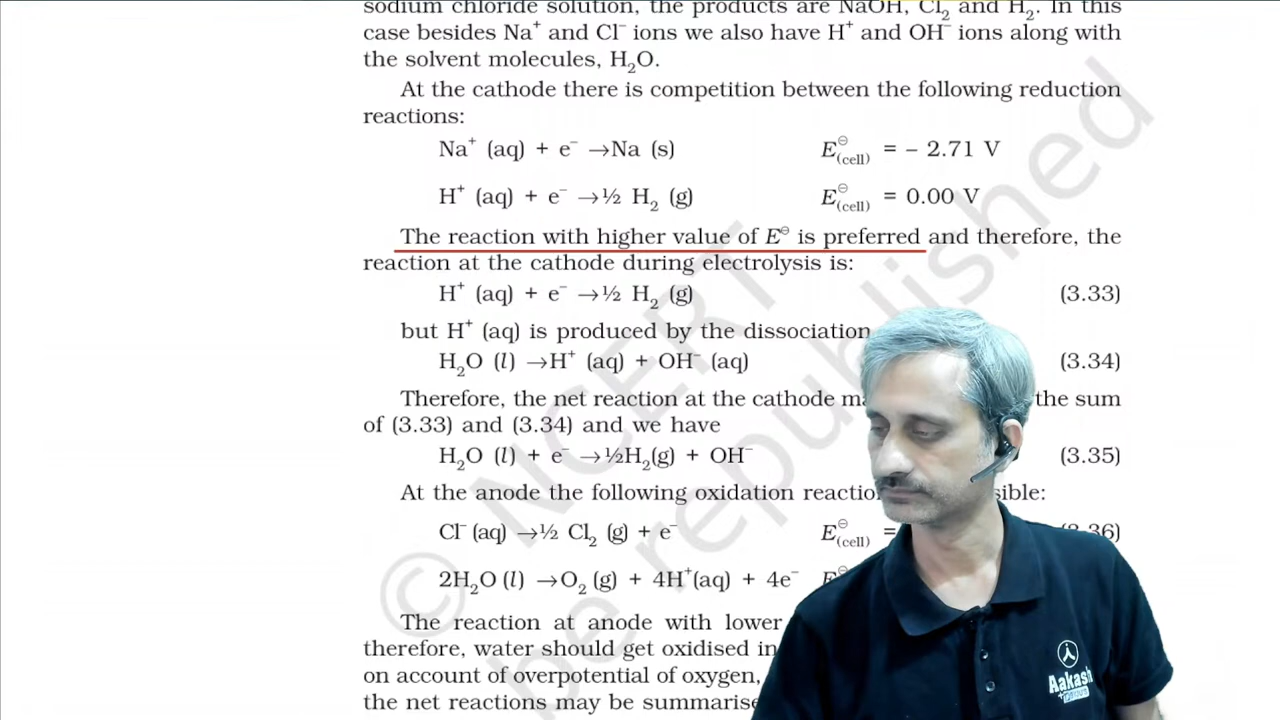 sodium chloride solution, the products are NaOH, Cl₂ and H₂. In this
case besides Na⁺ and Cl⁻ ions we also have H⁺ and OH⁻ ions along with
the solvent molecules, H₂O.
At the cathode there is competition between the following reduction
reactions:
Na⁺ (aq) + e⁻ →Na (s) E⊖(cell) = – 2.71 V
H⁺ (aq) + e⁻ →½ H₂ (g) E⊖(cell) = 0.00 V
The reaction with higher value of E⊖ is preferred and therefore, the
reaction at the cathode during electrolysis is:
H⁺ (aq) + e⁻ →½ H₂ (g) (3.33)
but H⁺ (aq) is produced by the dissociation
H₂O (l) →H⁺ (aq) + OH⁻ (aq) (3.34)
Therefore, the net reaction at the cathode the sum
of (3.33) and (3.34) and we have
H₂O (l) + e⁻ →½H₂(g) + OH⁻ (3.35)
At the anode the following oxidation
Cl⁻ (aq) →½ Cl₂ (g) + e⁻ E⊖(cell) =
2H₂O (l) →O₂ (g) + 4H⁺(aq) + 4e⁻
The reaction at anode with lower
therefore, water should get oxidised in
on account of overpotential of oxygen,
the net reactions may be
© NCERT
be republished
Aakash